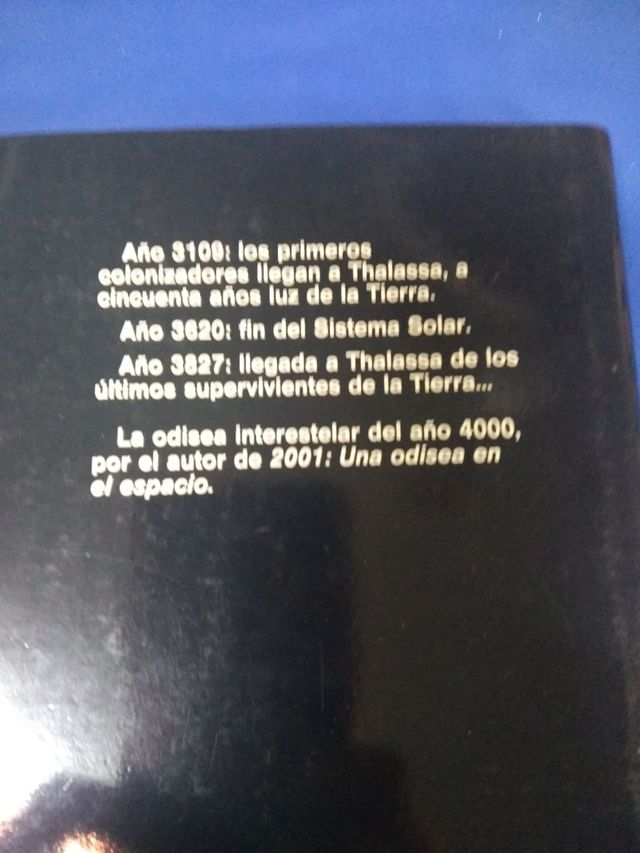 Año 3109: los primeros
colonizadores llegan a Thalassa, a
cincuenta años luz de la Tierra.
Año 3620: fin del Sistema Solar.
Año 3827: llegada a Thalassa de los
últimos supervivientes de la Tierra...
La odisea interestelar del año 4000,
por el autor de 2001: Una odisea en
el espacio.